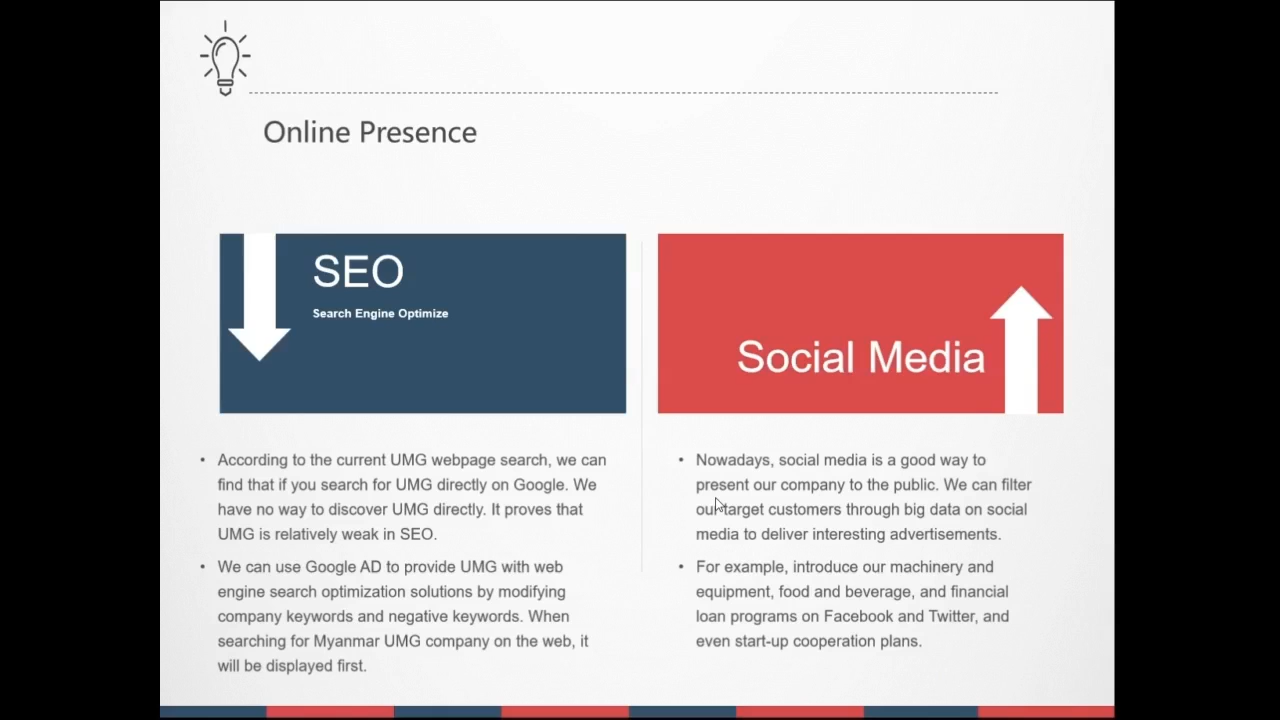 Online Presence
SEO
Search Engine Optimize
Social Media
• According to the current UMG webpage search, we can
find that if you search for UMG directly on Google. We
have no way to discover UMG directly. It proves that
UMG is relatively weak in SEO.
• We can use Google AD to provide UMG with web
engine search optimization solutions by modifying
company keywords and negative keywords. When
searching for Myanmar UMG company on the web, it
will be displayed first.
• Nowadays, social media is a good way to
present our company to the public. We can filter
our target customers through big data on social
media to deliver interesting advertisements.
• For example, introduce our machinery and
equipment, food and beverage, and financial
loan programs on Facebook and Twitter, and
even start-up cooperation plans.